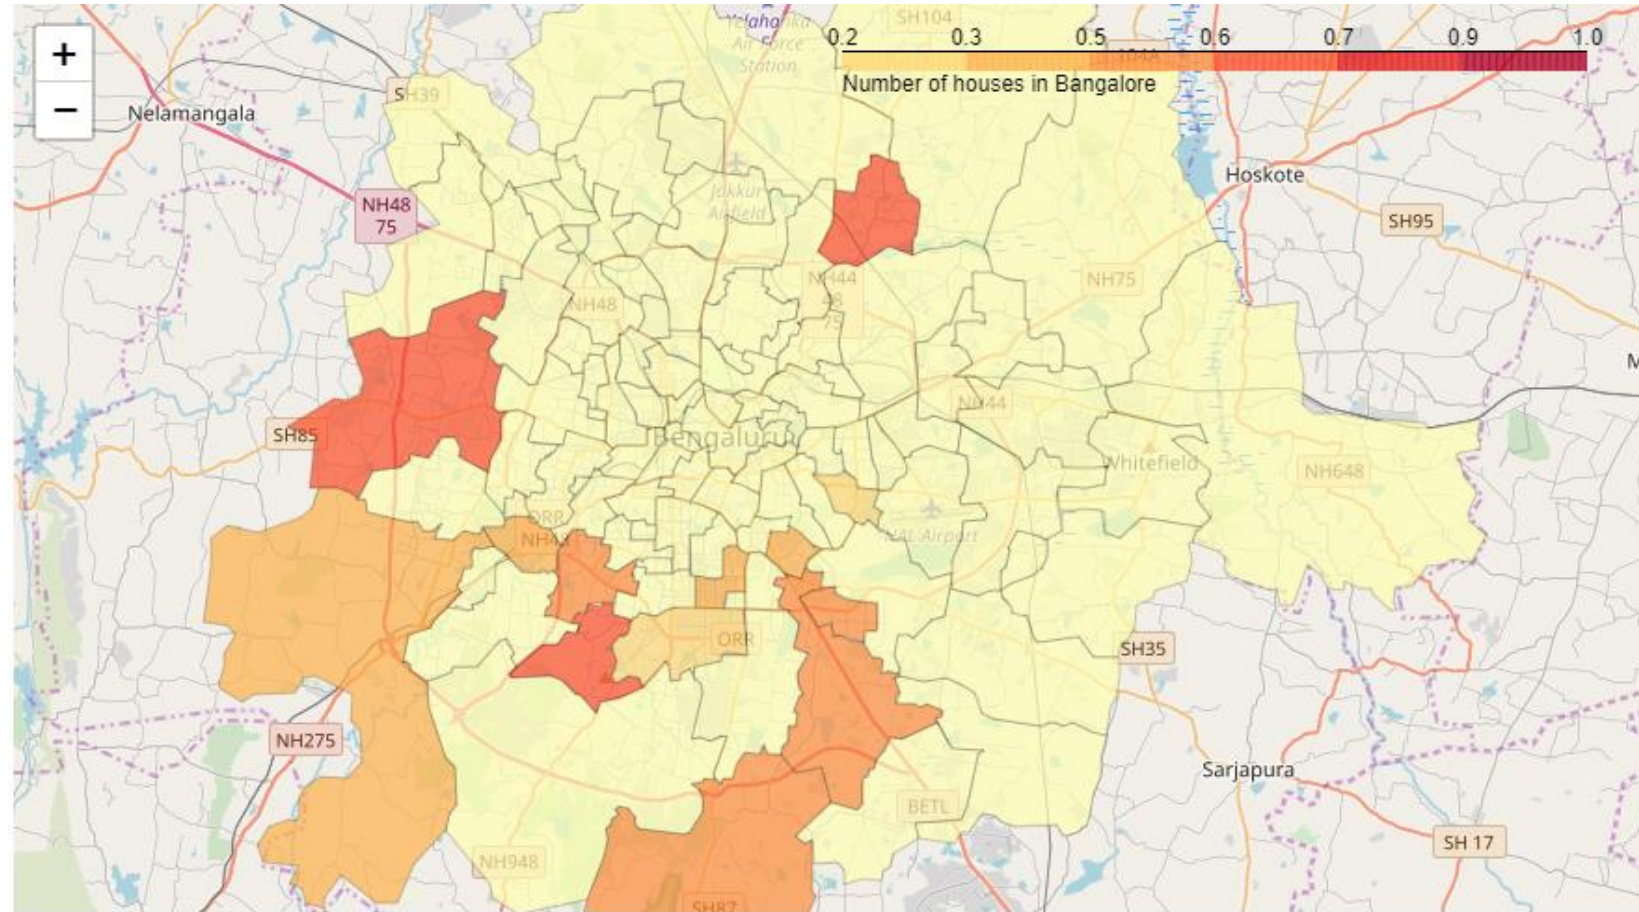 +
−
Yelahanka
Air Force
Station
SH104
0.2 0.3 0.5 0.6 0.7 0.9 1.0
104A
Number of houses in Bangalore
SH39
Nelamangala
Hoskote
NH48
75
Jakkur
Airfield
SH95
NH44
48
75
NH75
NH48
M
NH44
SH85
Bengaluru
Whitefield
NH648
ORR
NH48
HAL Airport
ORR
SH35
NH275
Sarjapura
BETL
SH 17
NH948
SH87